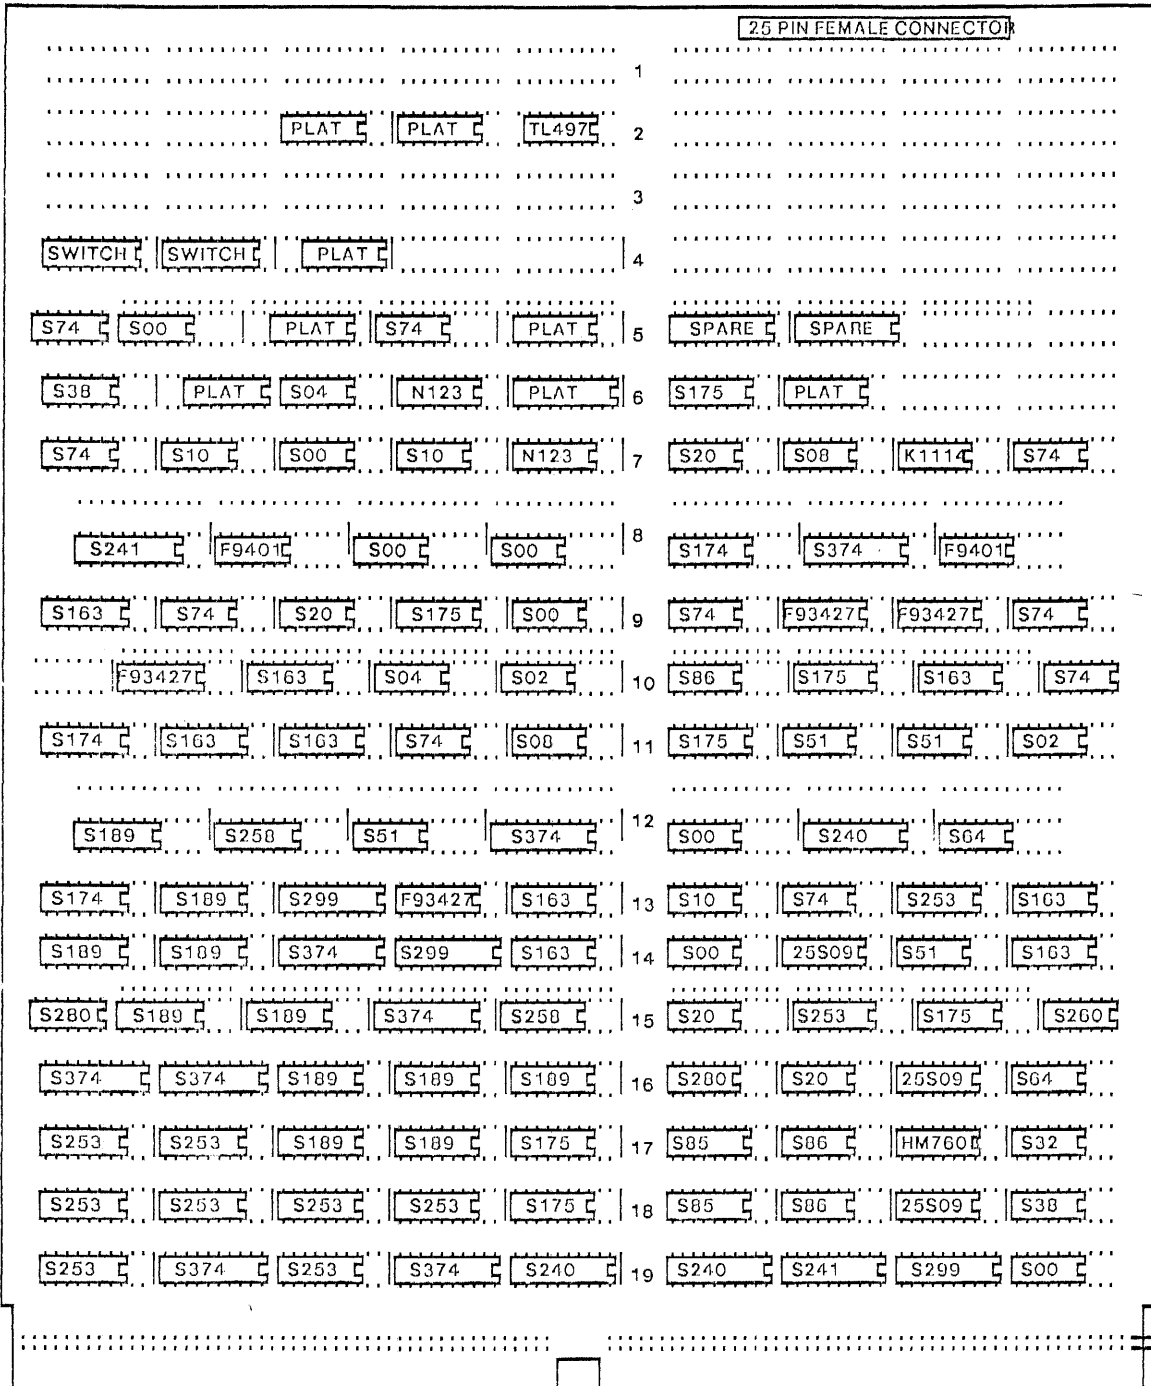 25 PIN FEMALE CONNECTOR
1
PLAT PLAT TL497 2
3
SWITCH SWITCH PLAT 4
S74 S00 PLAT S74 PLAT 5 SPARE SPARE
S38 PLAT S04 N123 PLAT 6 S175 PLAT
S74 S10 S00 S10 N123 7 S20 S08 K1114 S74
S241 F9401 S00 S00 8 S174 S374 F9401
S163 S74 S20 S175 S00 9 S74 F93427 F93427 S74
F93427 S163 S04 S02 10 S86 S175 S163 S74
S174 S163 S163 S74 S08 11 S175 S51 S51 S02
S189 S258 S51 S374 12 S00 S240 S64
S174 S189 S299 F93427 S163 13 S10 S74 S253 S163
S189 S189 S374 S299 S163 14 S00 25S09 S51 S163
S280 S189 S189 S374 S258 15 S20 S253 S175 S260
S374 S374 S189 S189 S189 16 S280 S20 25S09 S64
S253 S253 S189 S189 S175 17 S85 S86 HM760 S32
S253 S253 S253 S253 S175 18 S85 S86 25S09 S38
S253 S374 S253 S374 S240 19 S240 S241 S299 S00